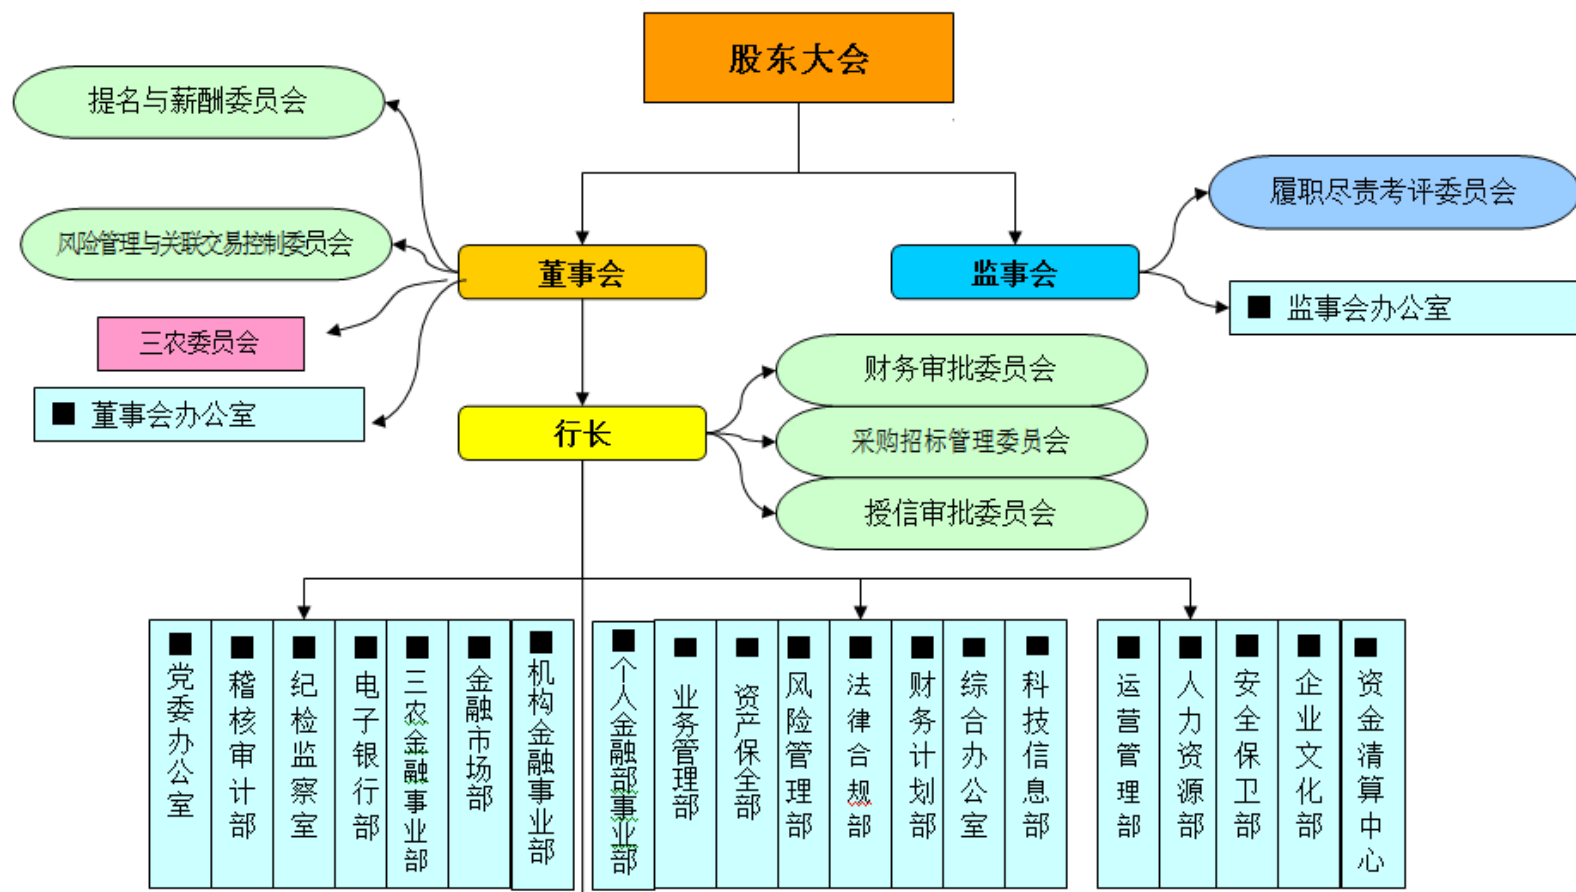 股东大会
提名与薪酬委员会
履职尽责考评委员会
风险管理与关联交易控制委员会
董事会
监事会
■ 监事会办公室
三农委员会
财务审批委员会
■ 董事会办公室
行长
采购招标管理委员会
授信审批委员会
■党委办公室
■稽核审计部
■纪检监察室
■电子银行部
■三农金融事业部
■金融市场部
■机构金融事业部
■个人金融部事业部
■业务管理部
■资产保全部
■风险管理部
■法律合规部
■财务计划部
■综合办公室
■科技信息部
■运营管理部
■人力资源部
■安全保卫部
■企业文化部
■资金清算中心